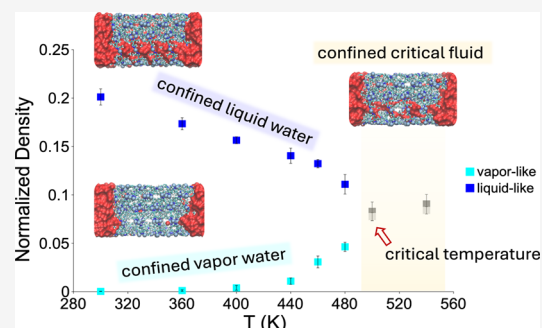 confined critical fluid
confined liquid water
confined vapor water
critical temperature
vapor-like
liquid-like
Normalized Density
0.25
0.2
0.15
0.1
0.05
0
280 320 360 400 440 480 520 560
T (K)